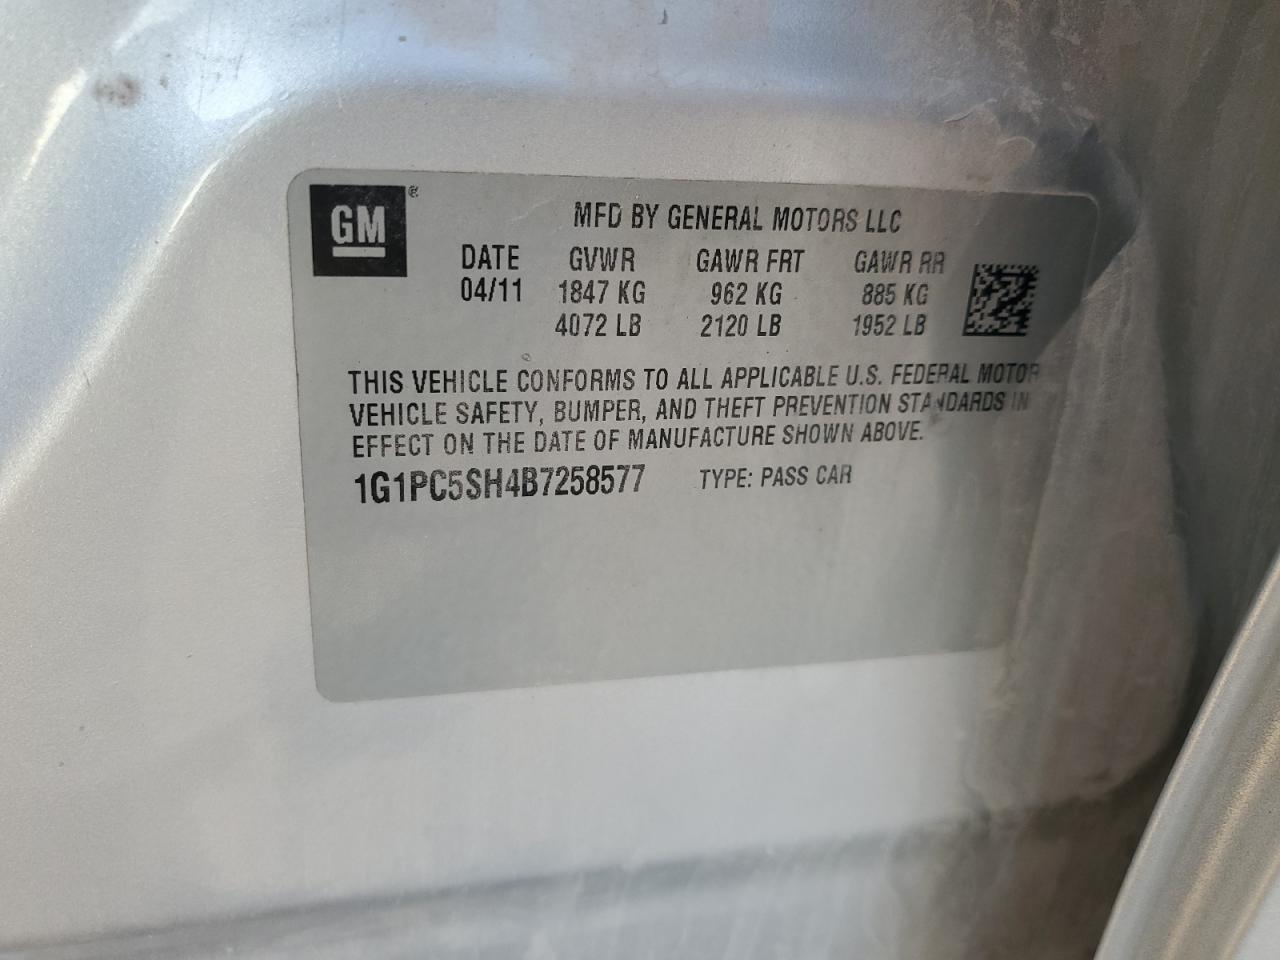 GM®
MFD BY GENERAL MOTORS LLC
DATE GVWR GAWR FRT GAWR RR
04/11 1847 KG 962 KG 885 KG
4072 LB 2120 LB 1952 LB
THIS VEHICLE CONFORMS TO ALL APPLICABLE U.S. FEDERAL MOTOR
VEHICLE SAFETY, BUMPER, AND THEFT PREVENTION STANDARDS IN
EFFECT ON THE DATE OF MANUFACTURE SHOWN ABOVE.
1G1PC5SH4B7258577 TYPE: PASS CAR